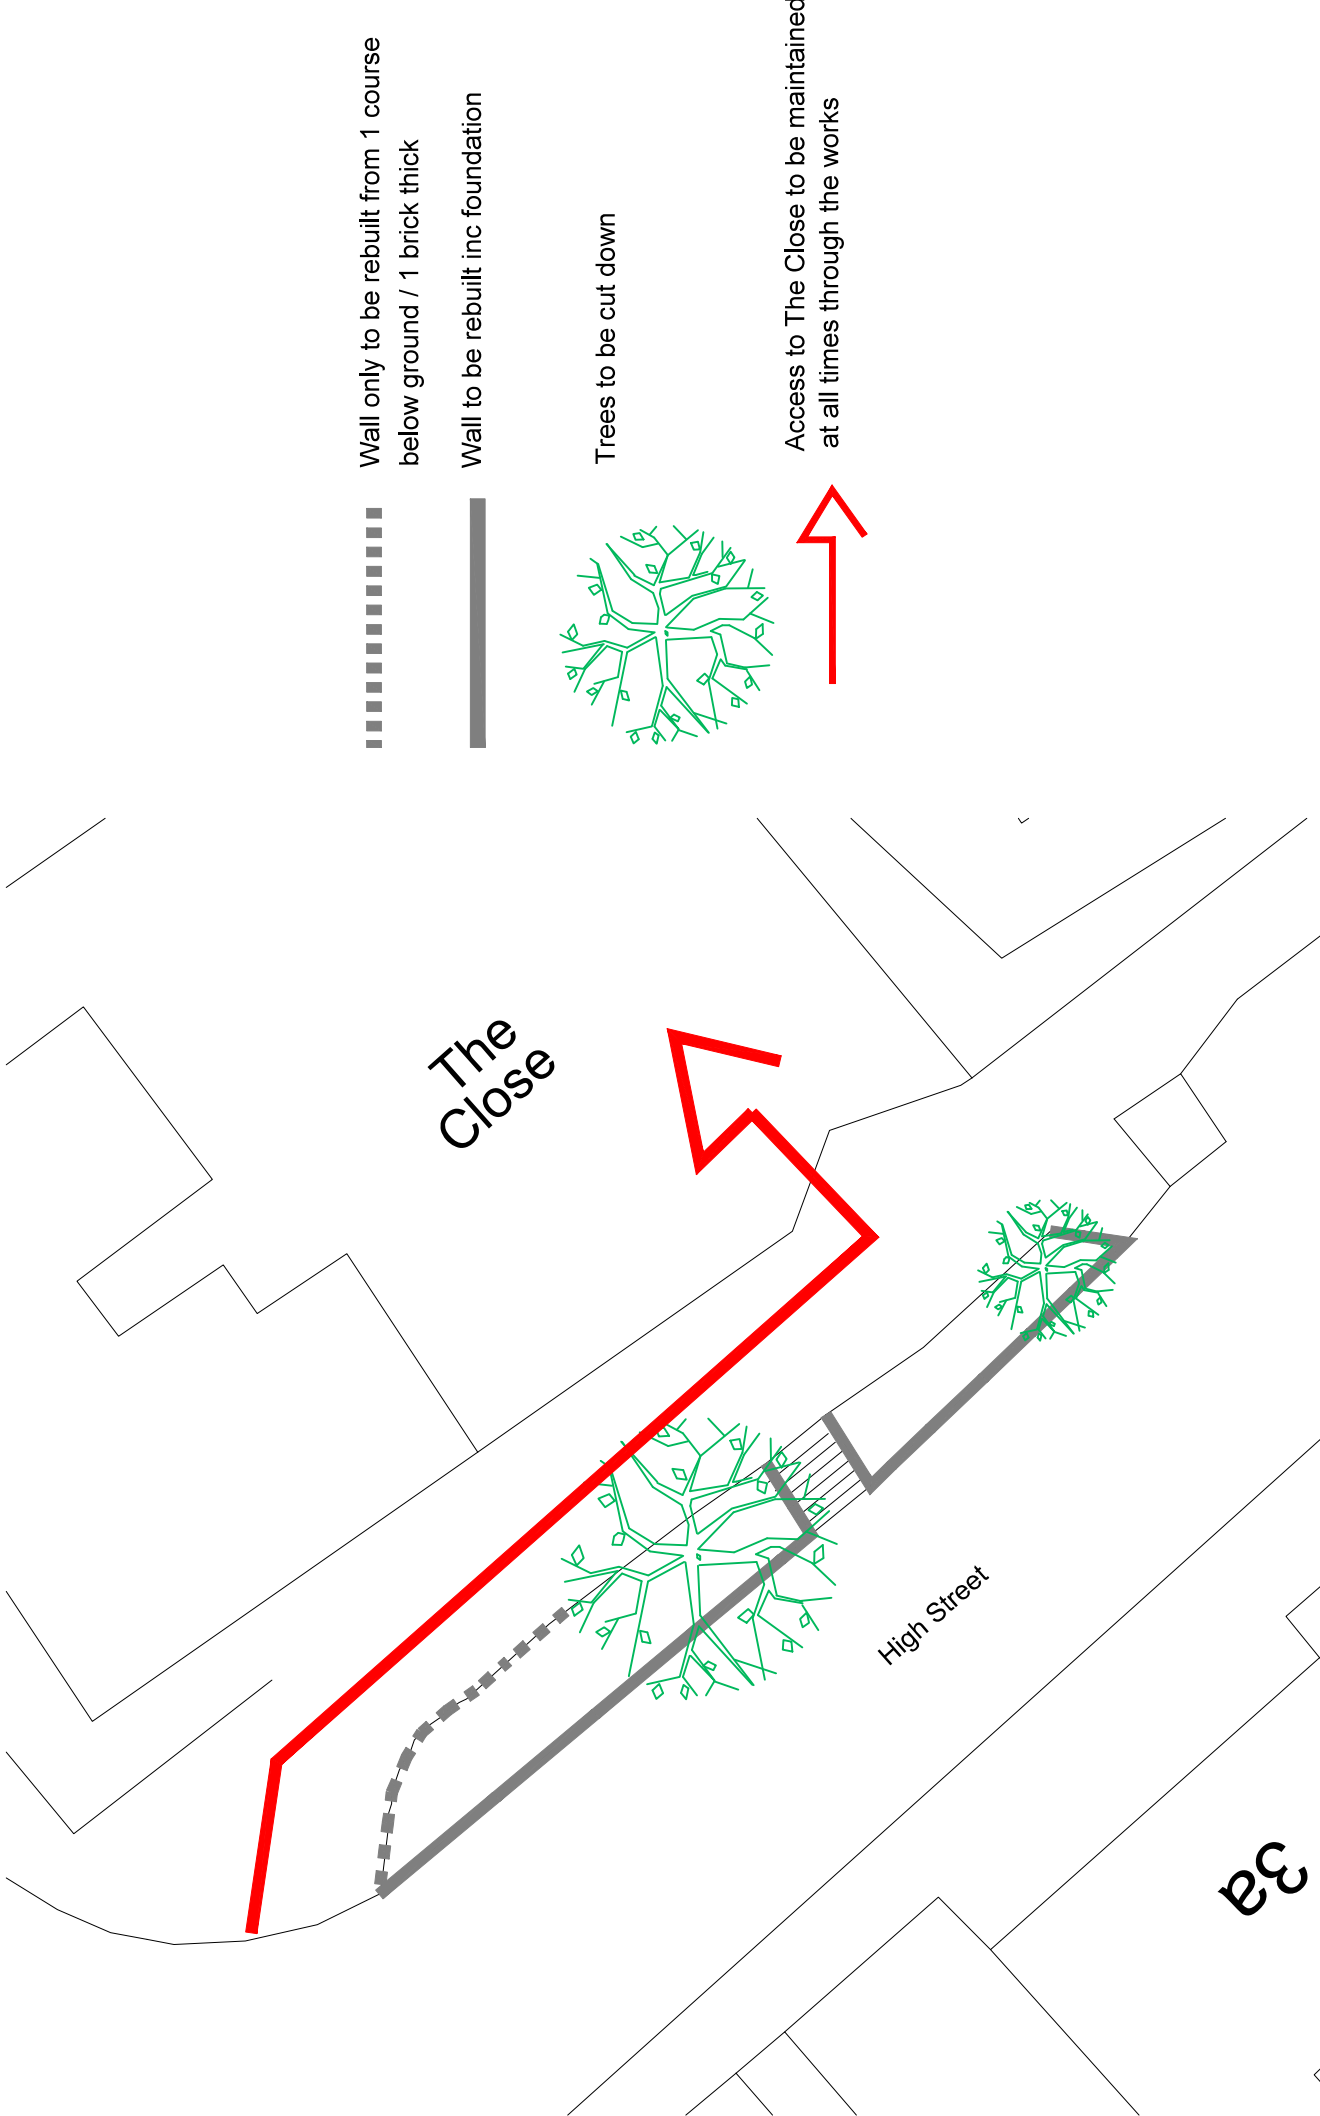 Wall only to be rebuilt from 1 course
below ground / 1 brick thick
Wall to be rebuilt inc foundation
Trees to be cut down
Access to The Close to be maintained
at all times through the works
The
Close
High Street
3a